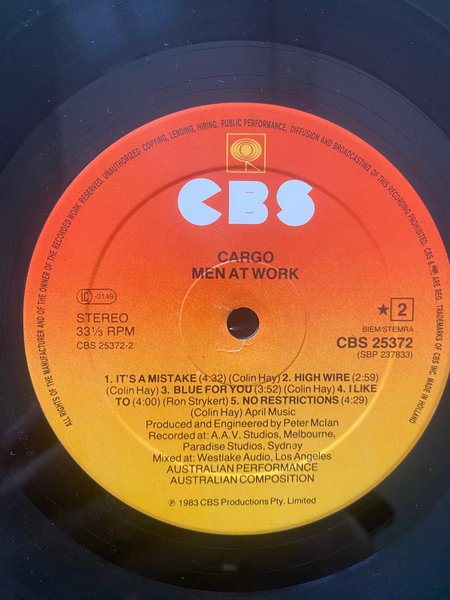 ALL RIGHTS OF THE MANUFACTURER AND OF THE OWNER OF THE RECORDED WORK RESERVED. UNAUTHORIZED COPYING, LENDING, HIRING, PUBLIC PERFORMANCE, DIFFUSION AND BROADCASTING OF THIS RECORD PROHIBITED. CBS & ARE REG. TRADEMARKS OF CBS INC. MADE IN HOLLAND
CBS
CARGO
MEN AT WORK
LC-0149
STEREO
33⅓ RPM
CBS 25372-2
★ 2
BIEM/STEMRA
CBS 25372
(SBP 237833)
1. IT'S A MISTAKE (4:32) (Colin Hay) 2. HIGH WIRE (2:59)
(Colin Hay) 3. BLUE FOR YOU (3:52) (Colin Hay) 4. I LIKE
TO (4:00) (Ron Strykert) 5. NO RESTRICTIONS (4:29)
(Colin Hay) April Music
Produced and Engineered by Peter McIan
Recorded at: A.A.V. Studios, Melbourne,
Paradise Studios, Sydnay
Mixed at: Westlake Audio, Los Angeles
AUSTRALIAN PERFORMANCE
AUSTRALIAN COMPOSITION
℗ 1983 CBS Productions Pty. Limited